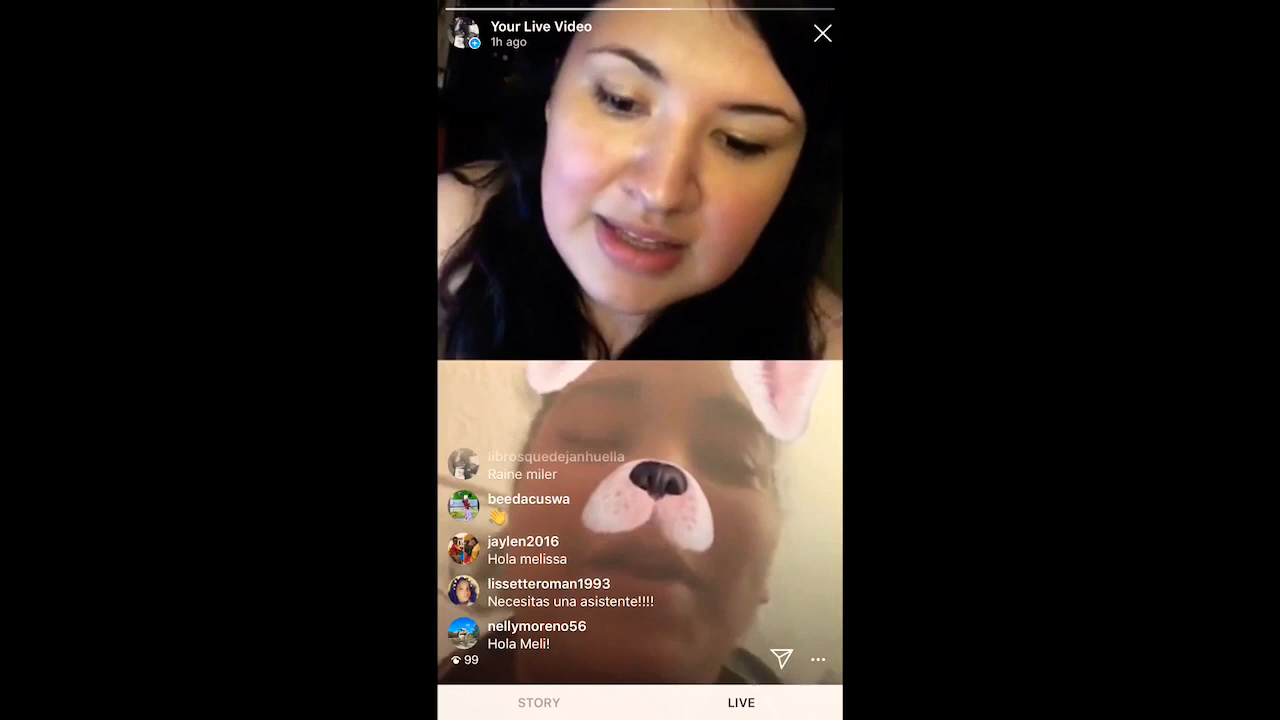 Your Live Video
1h ago
librosquedejanhuella
Raine miler
beedacuswa
👋
jaylen2016
Hola melissa
lissetteroman1993
Necesitas una asistente!!!!
nellymoreno56
Hola Meli!
99
STORY
LIVE